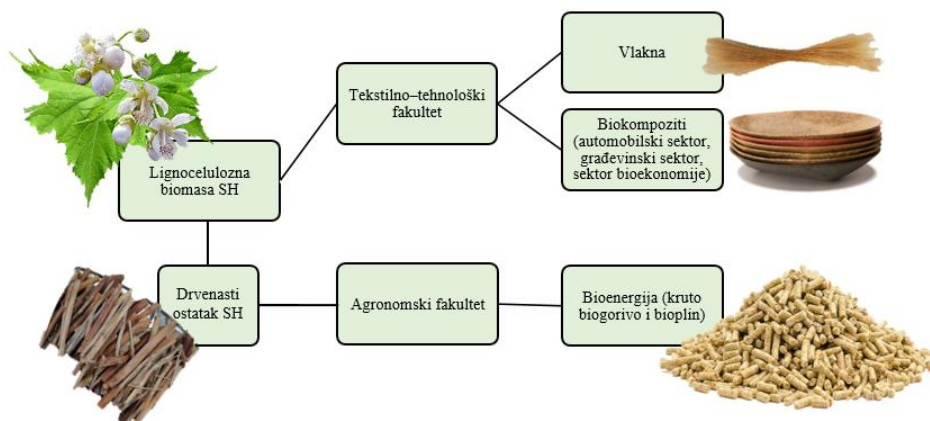 Vlakna
Tekstilno–tehnološki
fakultet
Biokompoziti
(automobilski sektor,
građevinski sektor,
sektor bioekonomije)
Lignocelulozna
biomasa SH
Drvenasti
ostatak SH
Agronomski fakultet
Bioenergija (kruto
biogorivo i bioplin)